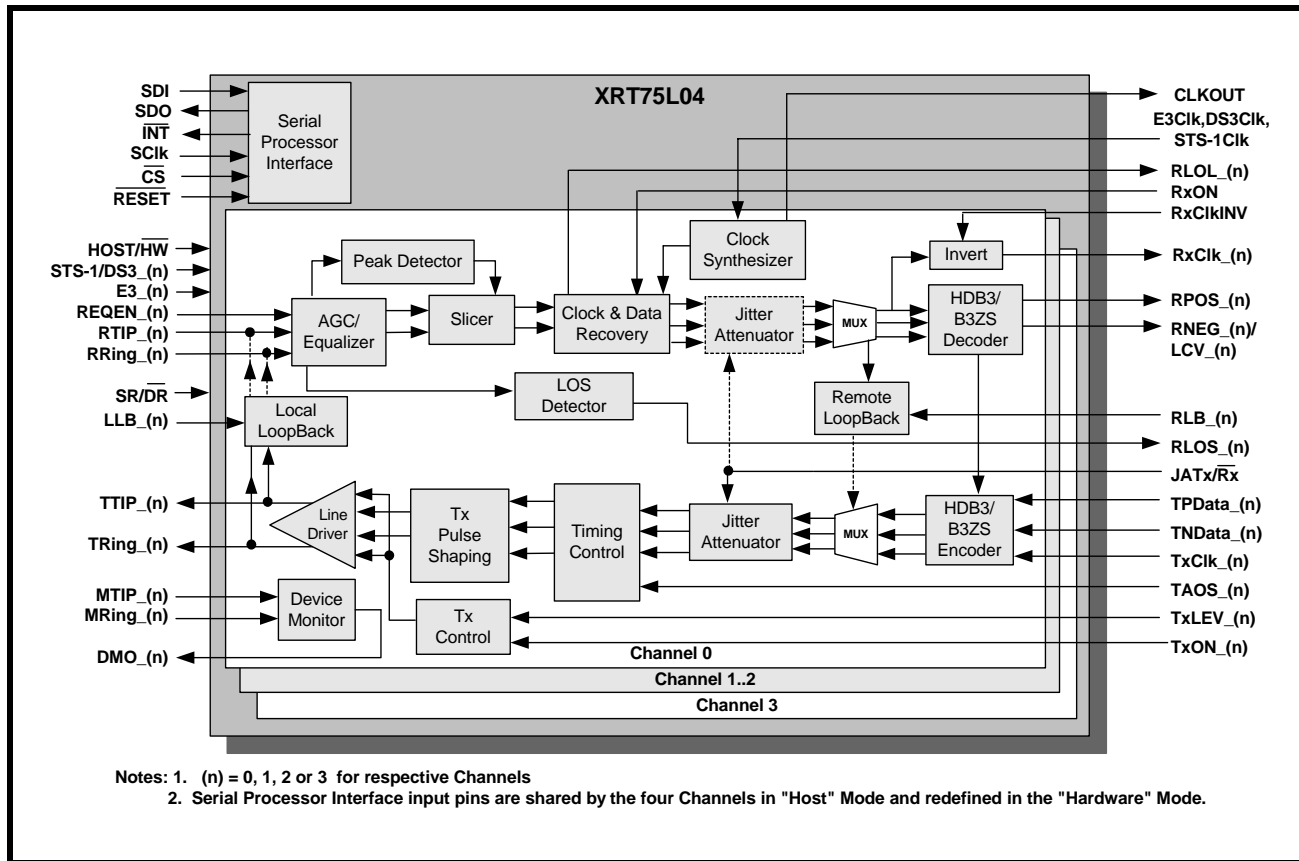 XRT75L04
SDI
SDO
INT
SClk
CS
RESET
HOST/HW
STS-1/DS3_(n)
E3_(n)
REQEN_(n)
RTIP_(n)
RRing_(n)
SR/DR
LLB_(n)
TTIP_(n)
TRing_(n)
MTIP_(n)
MRing_(n)
DMO_(n)
Serial
Processor
Interface
Peak Detector
AGC/
Equalizer
Slicer
Clock & Data
Recovery
Clock
Synthesizer
Jitter
Attenuator
MUX
Invert
HDB3/
B3ZS
Decoder
LOS
Detector
Remote
LoopBack
Local
LoopBack
Line
Driver
Tx
Pulse
Shaping
Timing
Control
Jitter
Attenuator
MUX
HDB3/
B3ZS
Encoder
Device
Monitor
Tx
Control
Channel 0
Channel 1..2
Channel 3
CLKOUT
E3Clk,DS3Clk,
STS-1Clk
RLOL_(n)
RxON
RxClkINV
RxClk_(n)
RPOS_(n)
RNEG_(n)/
LCV_(n)
RLB_(n)
RLOS_(n)
JATx/Rx
TPData_(n)
TNData_(n)
TxClk_(n)
TAOS_(n)
TxLEV_(n)
TxON_(n)
Notes: 1. (n) = 0, 1, 2 or 3 for respective Channels
2. Serial Processor Interface input pins are shared by the four Channels in "Host" Mode and redefined in the "Hardware" Mode.